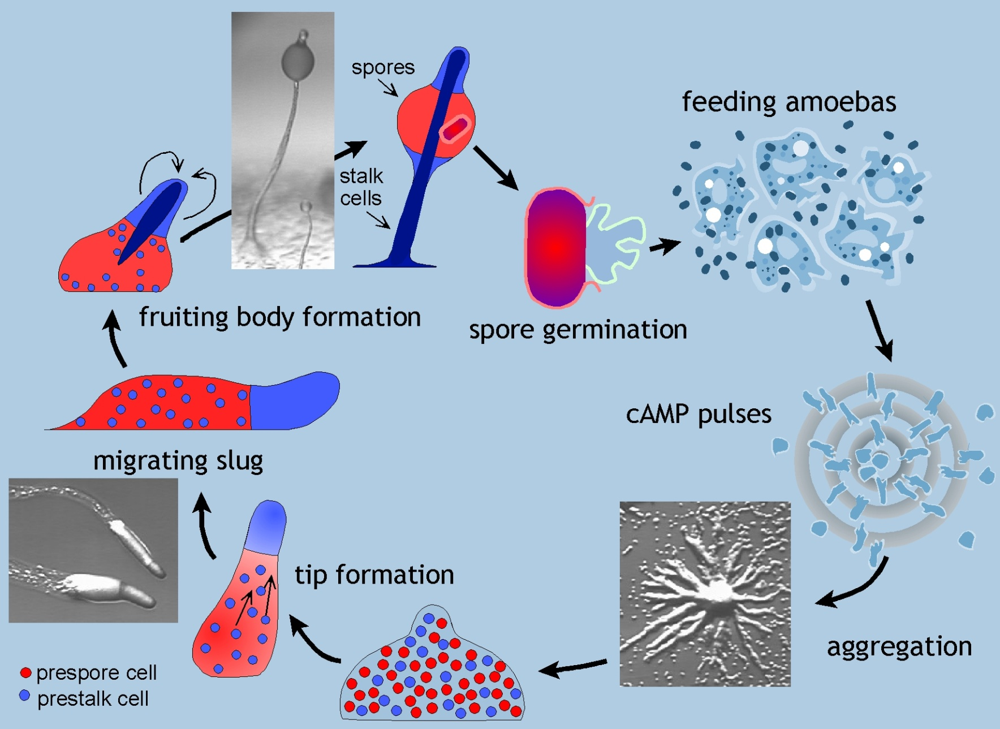 spores
feeding amoebas
stalk
cells
fruiting body formation
spore germination
cAMP pulses
migrating slug
tip formation
aggregation
prespore cell
prestalk cell